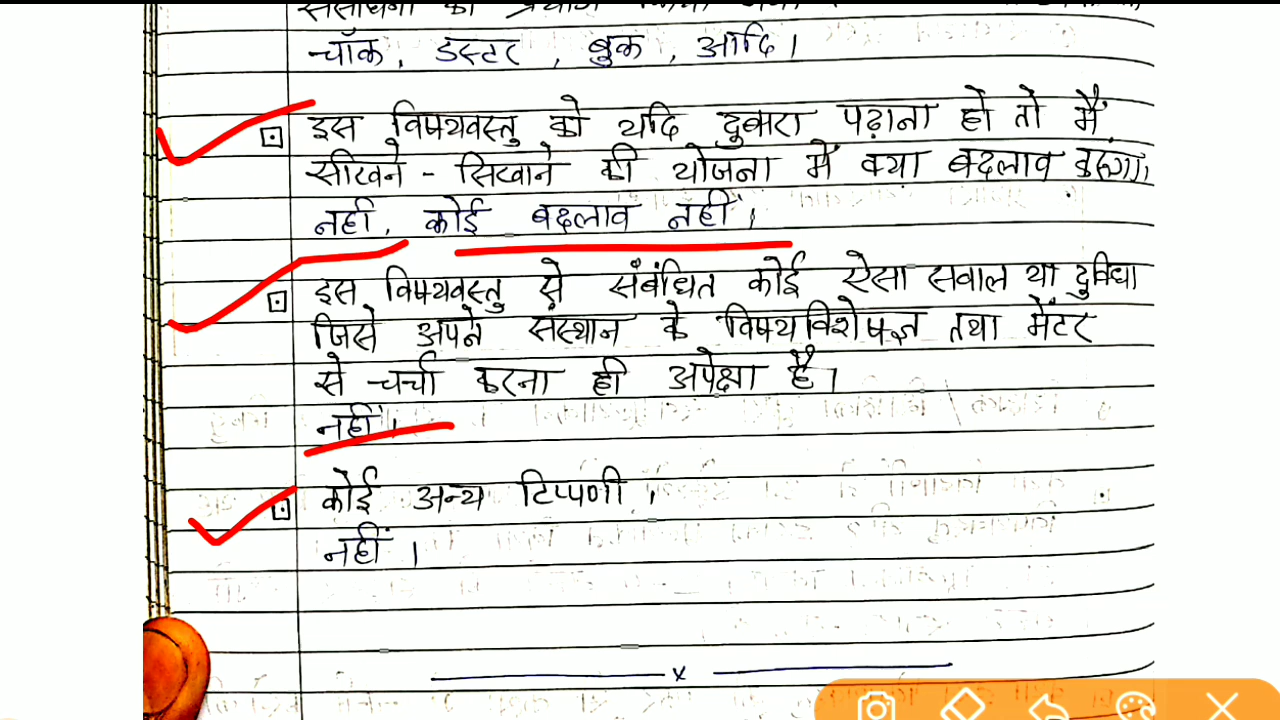 चॉक, डस्टर, बुक, आदि।
इस विषयवस्तु को यदि दुबारा पढ़ाना हो तो मैं
सीखने - सिखाने की योजना में क्या बदलाव करूंगा।
नहीं, कोई बदलाव नहीं।
इस विषयवस्तु से संबंधित कोई ऐसा सवाल या दुविधा
जिसे अपने संस्थान के विषयविशेषज्ञ तथा मेंटर
से चर्चा करना ही अपेक्षा है।
नहीं।
कोई अन्य टिप्पणी।
नहीं।